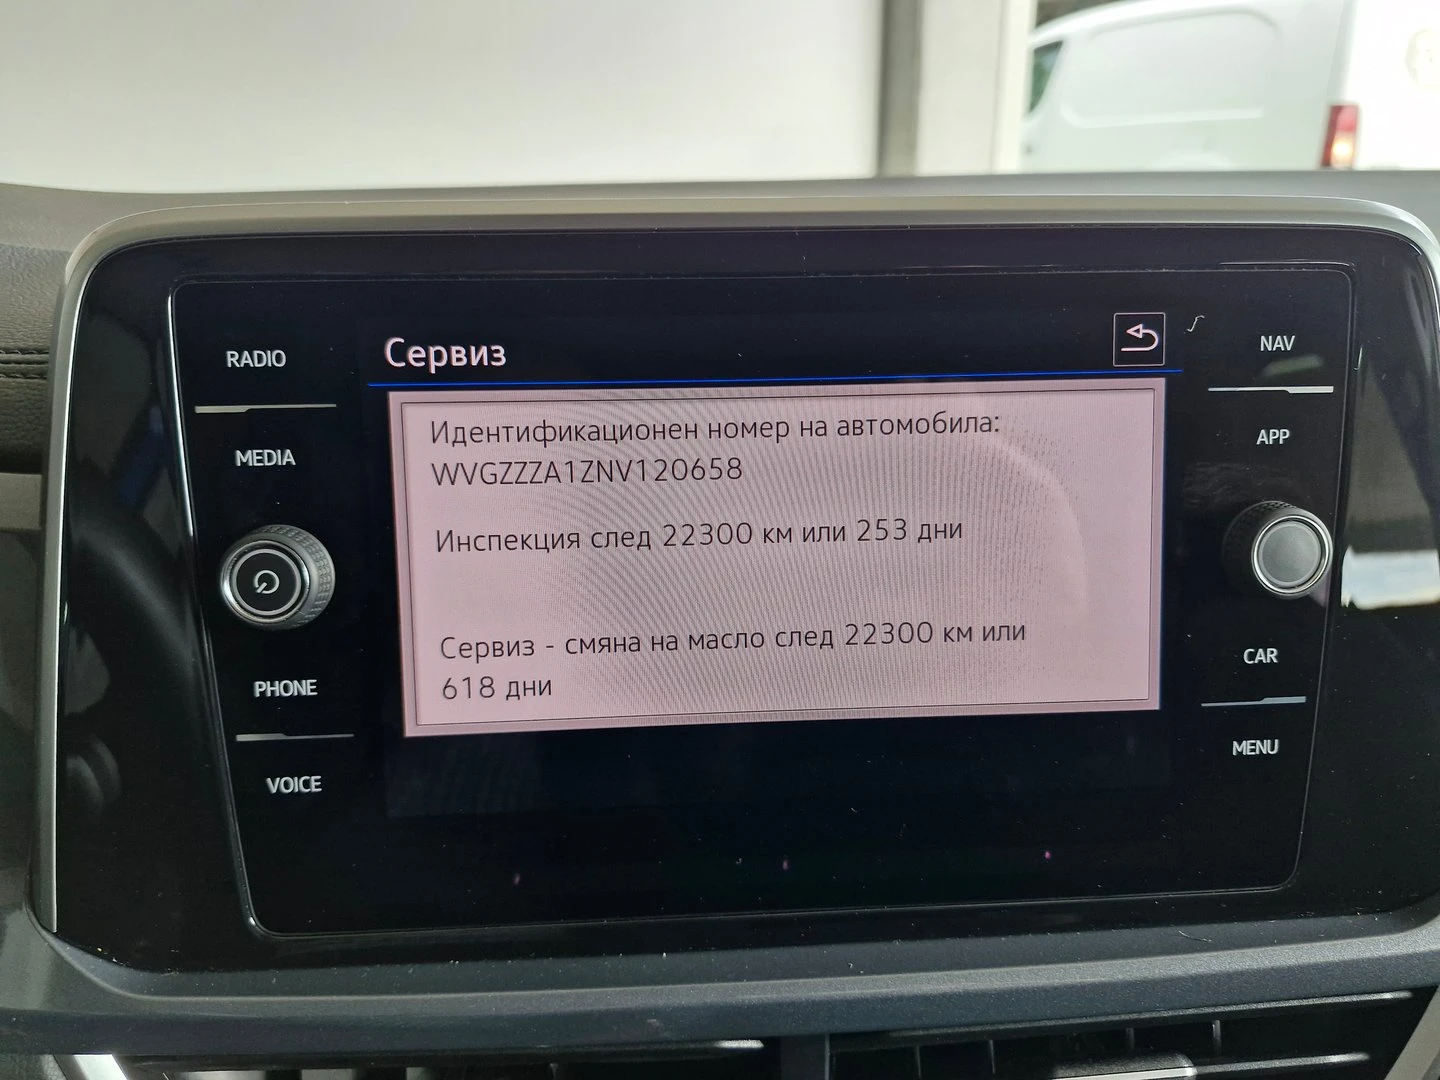 RADIO
MEDIA
PHONE
VOICE
Сервиз
Идентификационен номер на автомобила:
WVGZZZA1ZNV120658
Инспекция след 22300 км или 253 дни
Сервиз - смяна на масло след 22300 км или
618 дни
NAV
APP
CAR
MENU